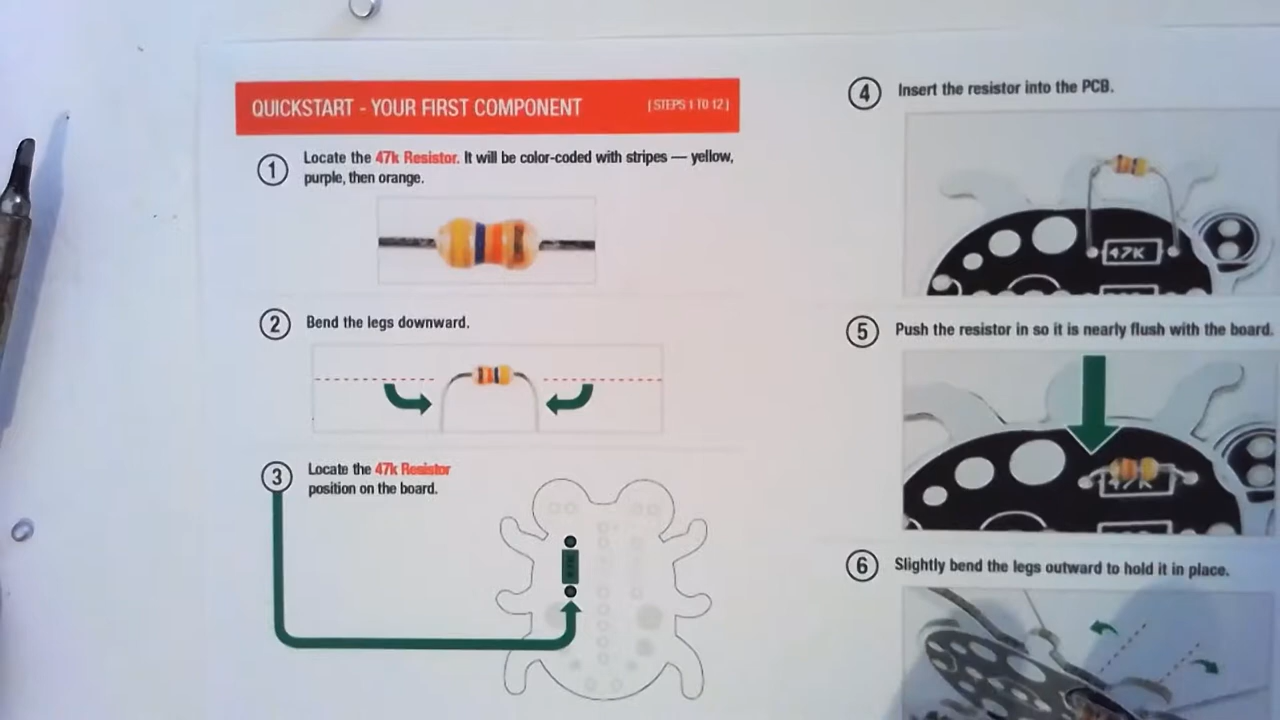 QUICKSTART - YOUR FIRST COMPONENT
[ STEPS 1 TO 12 ]
1
Locate the 47k Resistor. It will be color-coded with stripes — yellow,
purple, then orange.
2
Bend the legs downward.
3
Locate the 47k Resistor
position on the board.
47K
4
Insert the resistor into the PCB.
47K
5
Push the resistor in so it is nearly flush with the board.
47K
6
Slightly bend the legs outward to hold it in place.